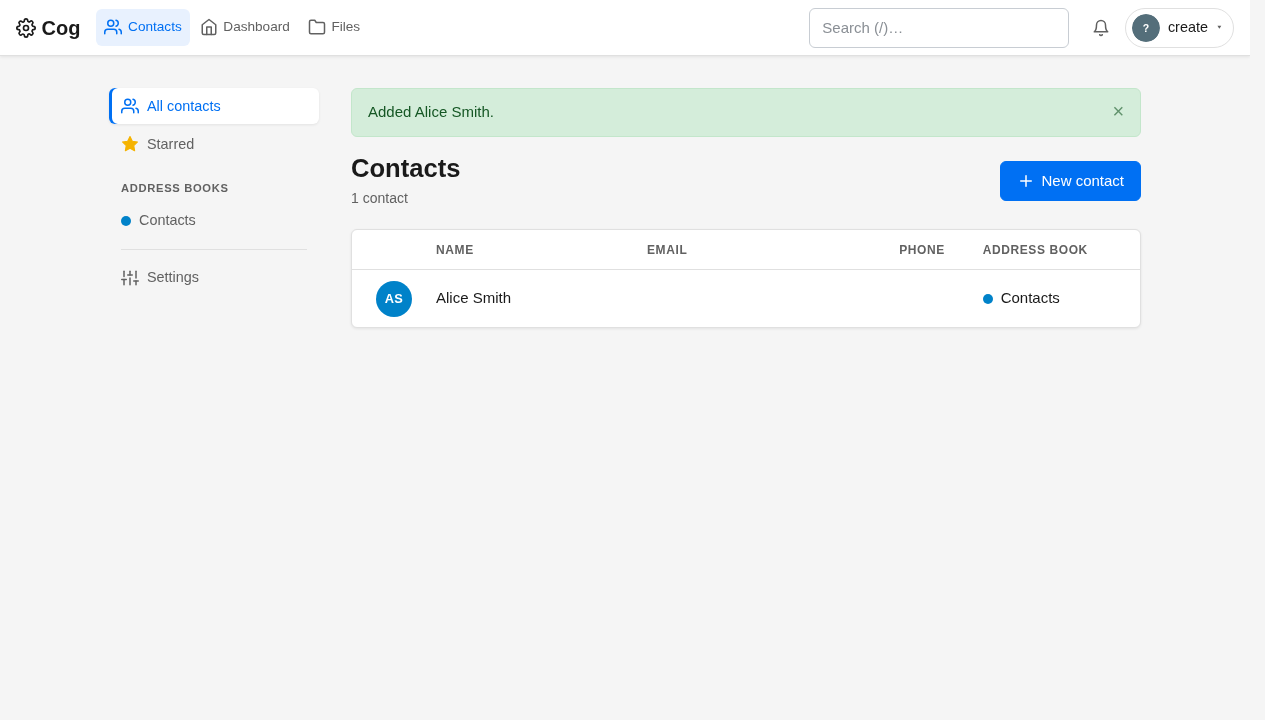 Cog
Contacts
Dashboard
Files
Search (/)…
?
create
All contacts
Starred
ADDRESS BOOKS
Contacts
Settings
Added Alice Smith.
Contacts
1 contact
New contact
NAME EMAIL PHONE ADDRESS BOOK
AS Alice Smith Contacts